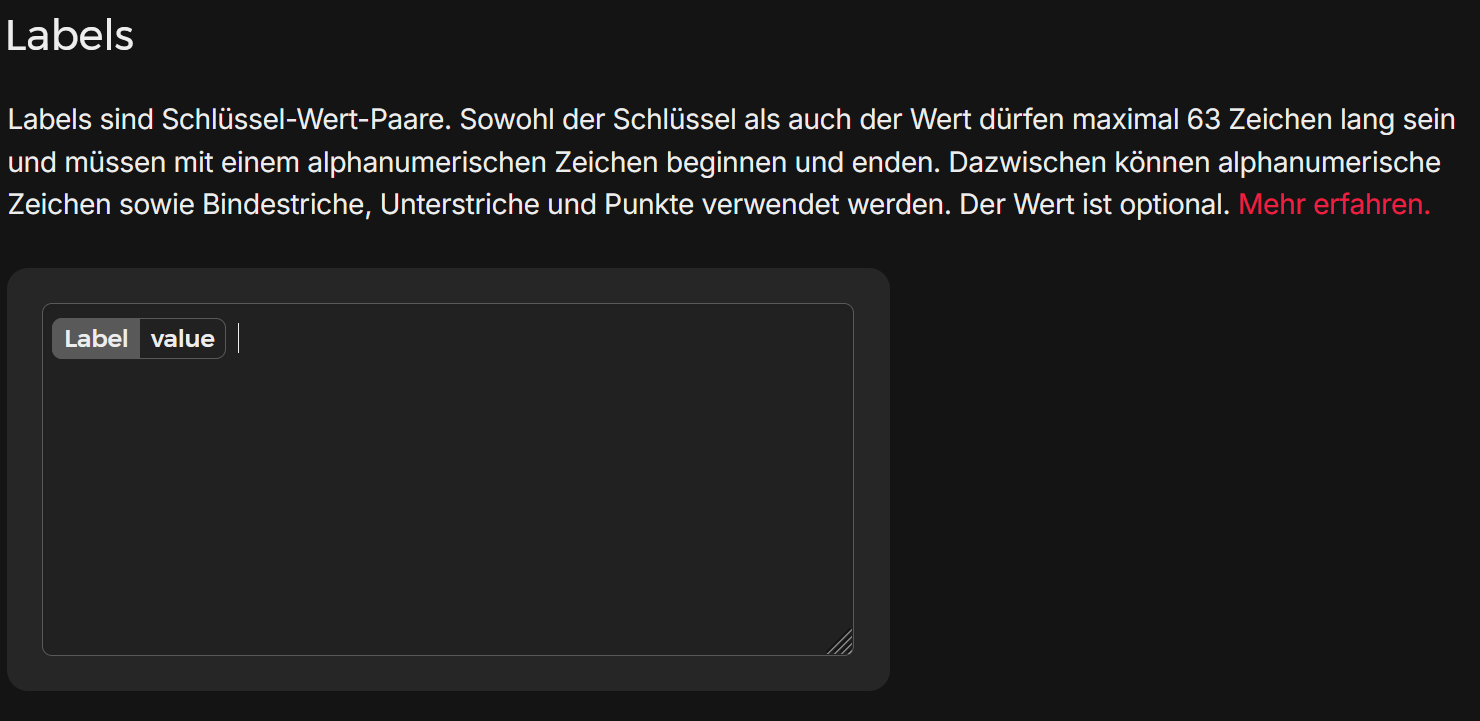 Labels
Labels sind Schlüssel-Wert-Paare. Sowohl der Schlüssel als auch der Wert dürfen maximal 63 Zeichen lang sein
und müssen mit einem alphanumerischen Zeichen beginnen und enden. Dazwischen können alphanumerische
Zeichen sowie Bindestriche, Unterstriche und Punkte verwendet werden. Der Wert ist optional. Mehr erfahren.
Label value